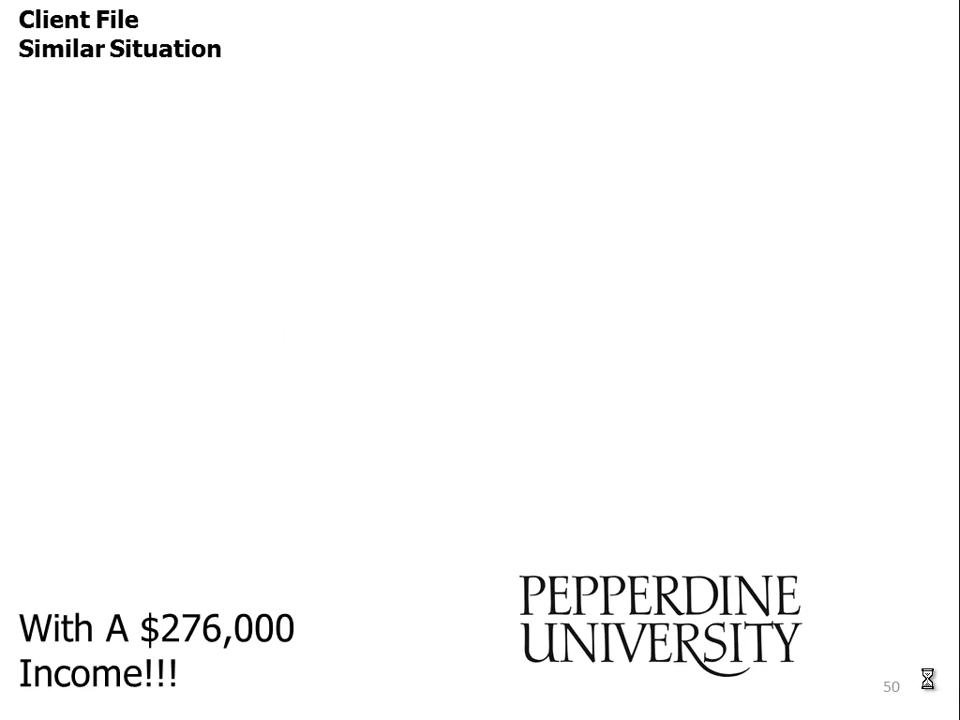 Client File
Similar Situation
With A $276,000
Income!!!
PEPPERDINE
UNIVERSITY
50